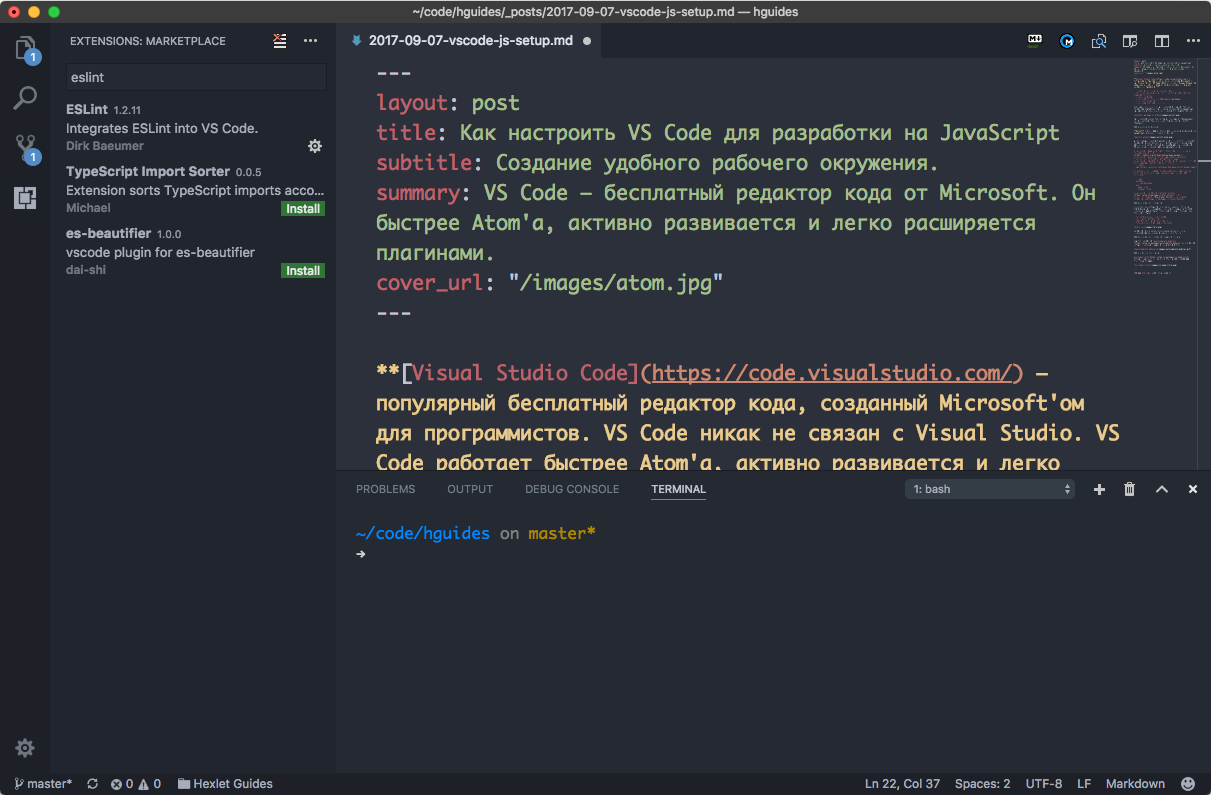 ~/code/hguides/_posts/2017-09-07-vscode-js-setup.md — hguides
EXTENSIONS: MARKETPLACE
eslint
ESLint 1.2.11
Integrates ESLint into VS Code.
Dirk Baeumer
TypeScript Import Sorter 0.0.5
Extension sorts TypeScript imports acco...
Michael
Install
es-beautifier 1.0.0
vscode plugin for es-beautifier
dai-shi
Install
1
1
2017-09-07-vscode-js-setup.md
---
layout: post
title: Как настроить VS Code для разработки на JavaScript
subtitle: Создание удобного рабочего окружения.
summary: VS Code — бесплатный редактор кода от Microsoft. Он
быстрее Atom'а, активно развивается и легко расширяется
плагинами.
cover_url: "/images/atom.jpg"
---
**[Visual Studio Code](https://code.visualstudio.com/) —
популярный бесплатный редактор кода, созданный Microsoft'ом
для программистов. VS Code никак не связан с Visual Studio. VS
Code работает быстрее Atom'а, активно развивается и легко
PROBLEMS OUTPUT DEBUG CONSOLE TERMINAL
1: bash
~/code/hguides on master*
➜
master* 0 0 Hexlet Guides
Ln 22, Col 37 Spaces: 2 UTF-8 LF Markdown